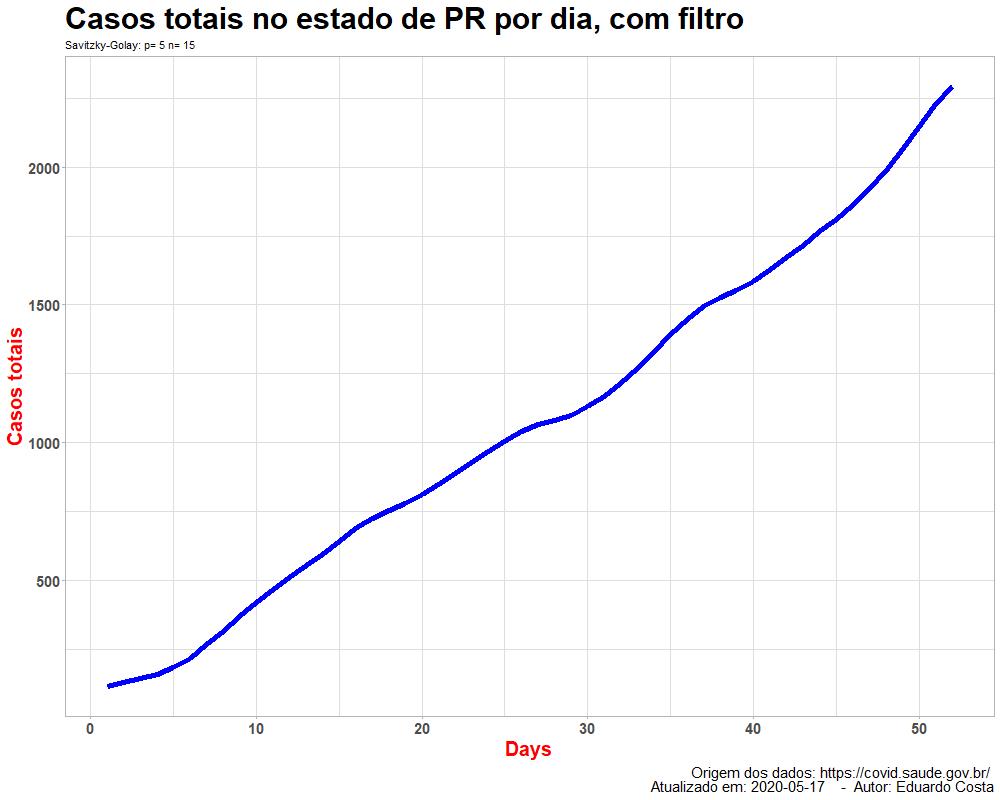 Casos totais no estado de PR por dia, com filtro
Savitzky-Golay: p= 5 n= 15
Casos totais
2000
1500
1000
500
0 10 20 30 40 50
Days
Origem dos dados: https://covid.saude.gov.br/
Atualizado em: 2020-05-17 - Autor: Eduardo Costa